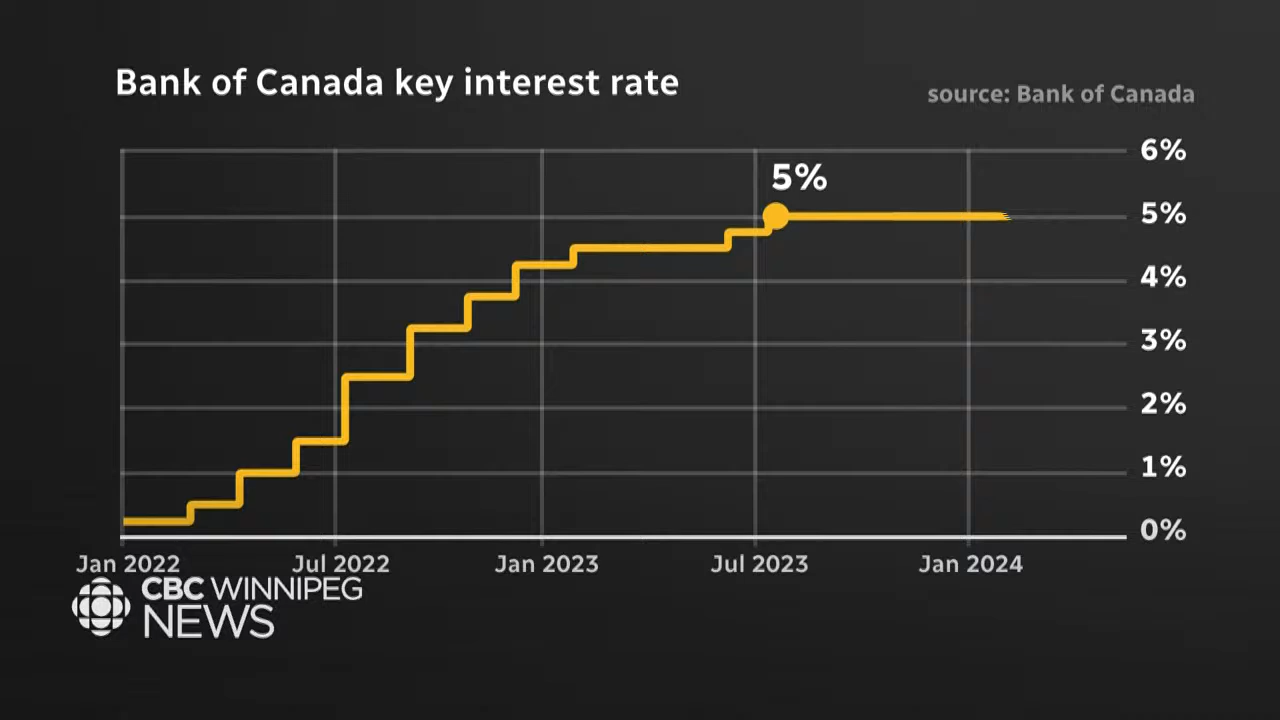 Bank of Canada key interest rate
source: Bank of Canada
6%
5%
5%
4%
3%
2%
1%
0%
Jan 2022 Jul 2022 Jan 2023 Jul 2023 Jan 2024
CBC WINNIPEG
NEWS